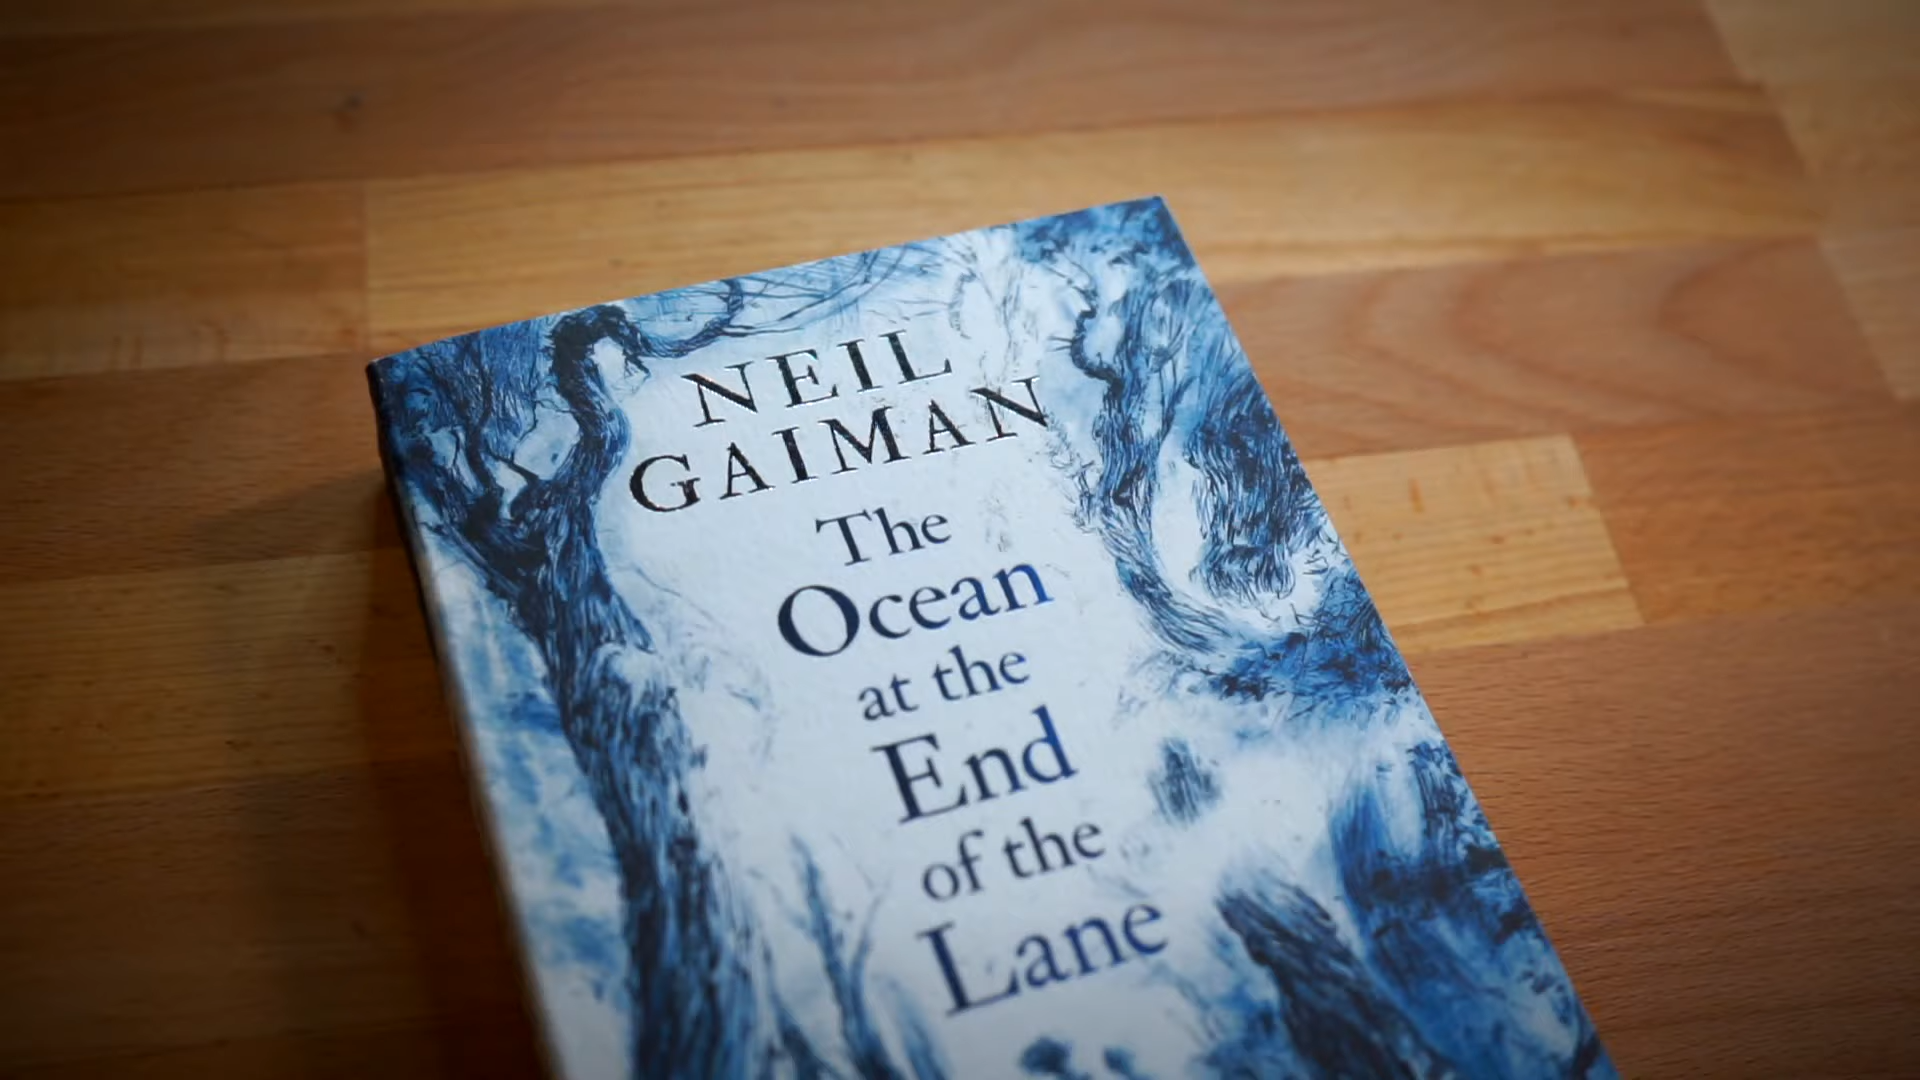 NEIL
GAIMAN
The
Ocean
at the
End
of the
Lane